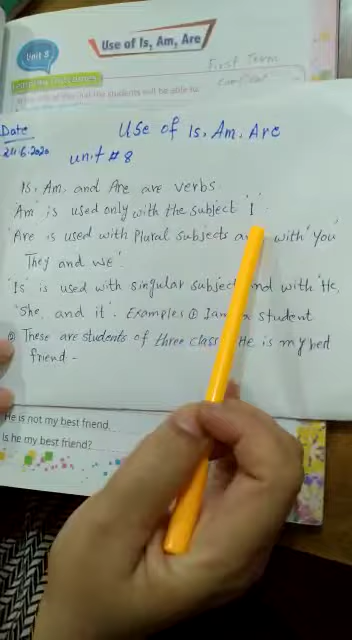 Unit 8
Use of Is, Am, Are
First Term
Date
24.6.2020
Use of Is, Am, Are
unit # 8
Is, Am, and Are are verbs.
"Am" is used only with the subject 'I'.
"Are is used with Plural subjects and with "You"
They and we".
"Is" is used with singular subject and with "He,
"She, and it". Examples ① I am a student
② These are students of three class. He is my best
friend -
He is not my best friend.
Is he my best friend?